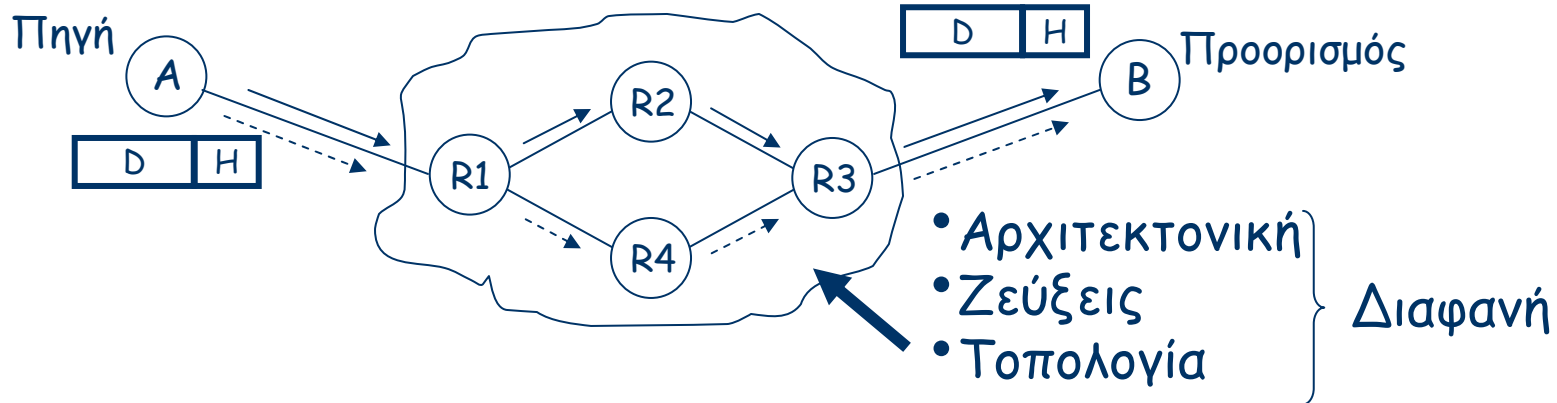 Πηγή
A
D H
R1
R2
R4
R3
D H
B
Προορισμός
• Αρχιτεκτονική
• Ζεύξεις
• Τοπολογία
Διαφανή